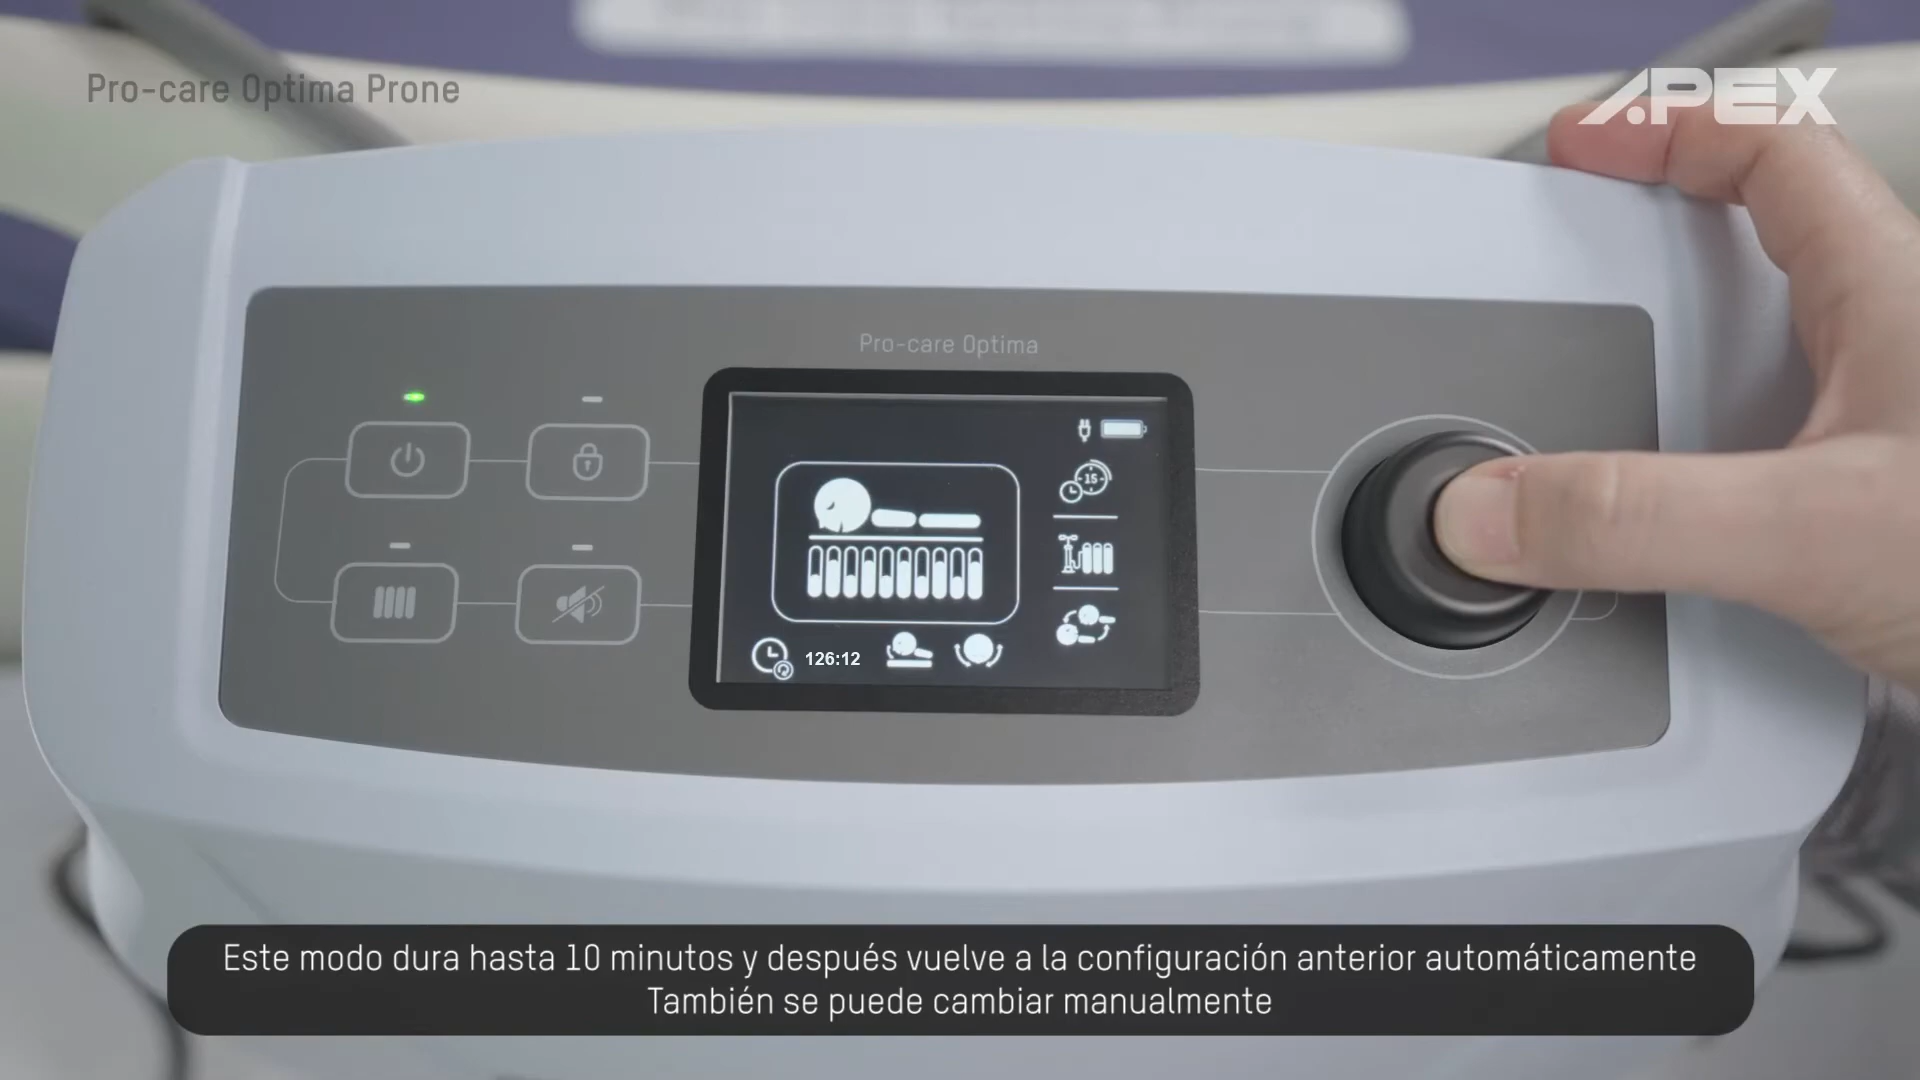 Pro-care Optima Prone
APEX
Pro-care Optima
15
126:12
Este modo dura hasta 10 minutos y después vuelve a la configuración anterior automáticamente
También se puede cambiar manualmente